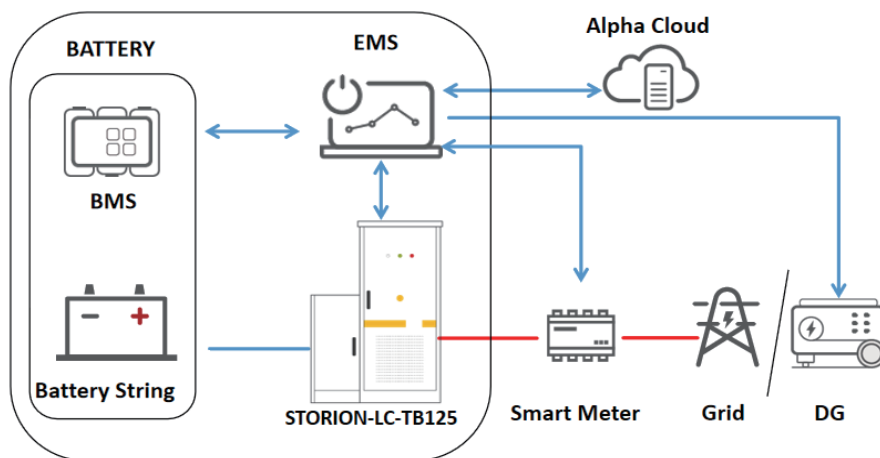 BATTERY
EMS
Alpha Cloud
BMS
Battery String
STORION-LC-TB125
Smart Meter
Grid
DG